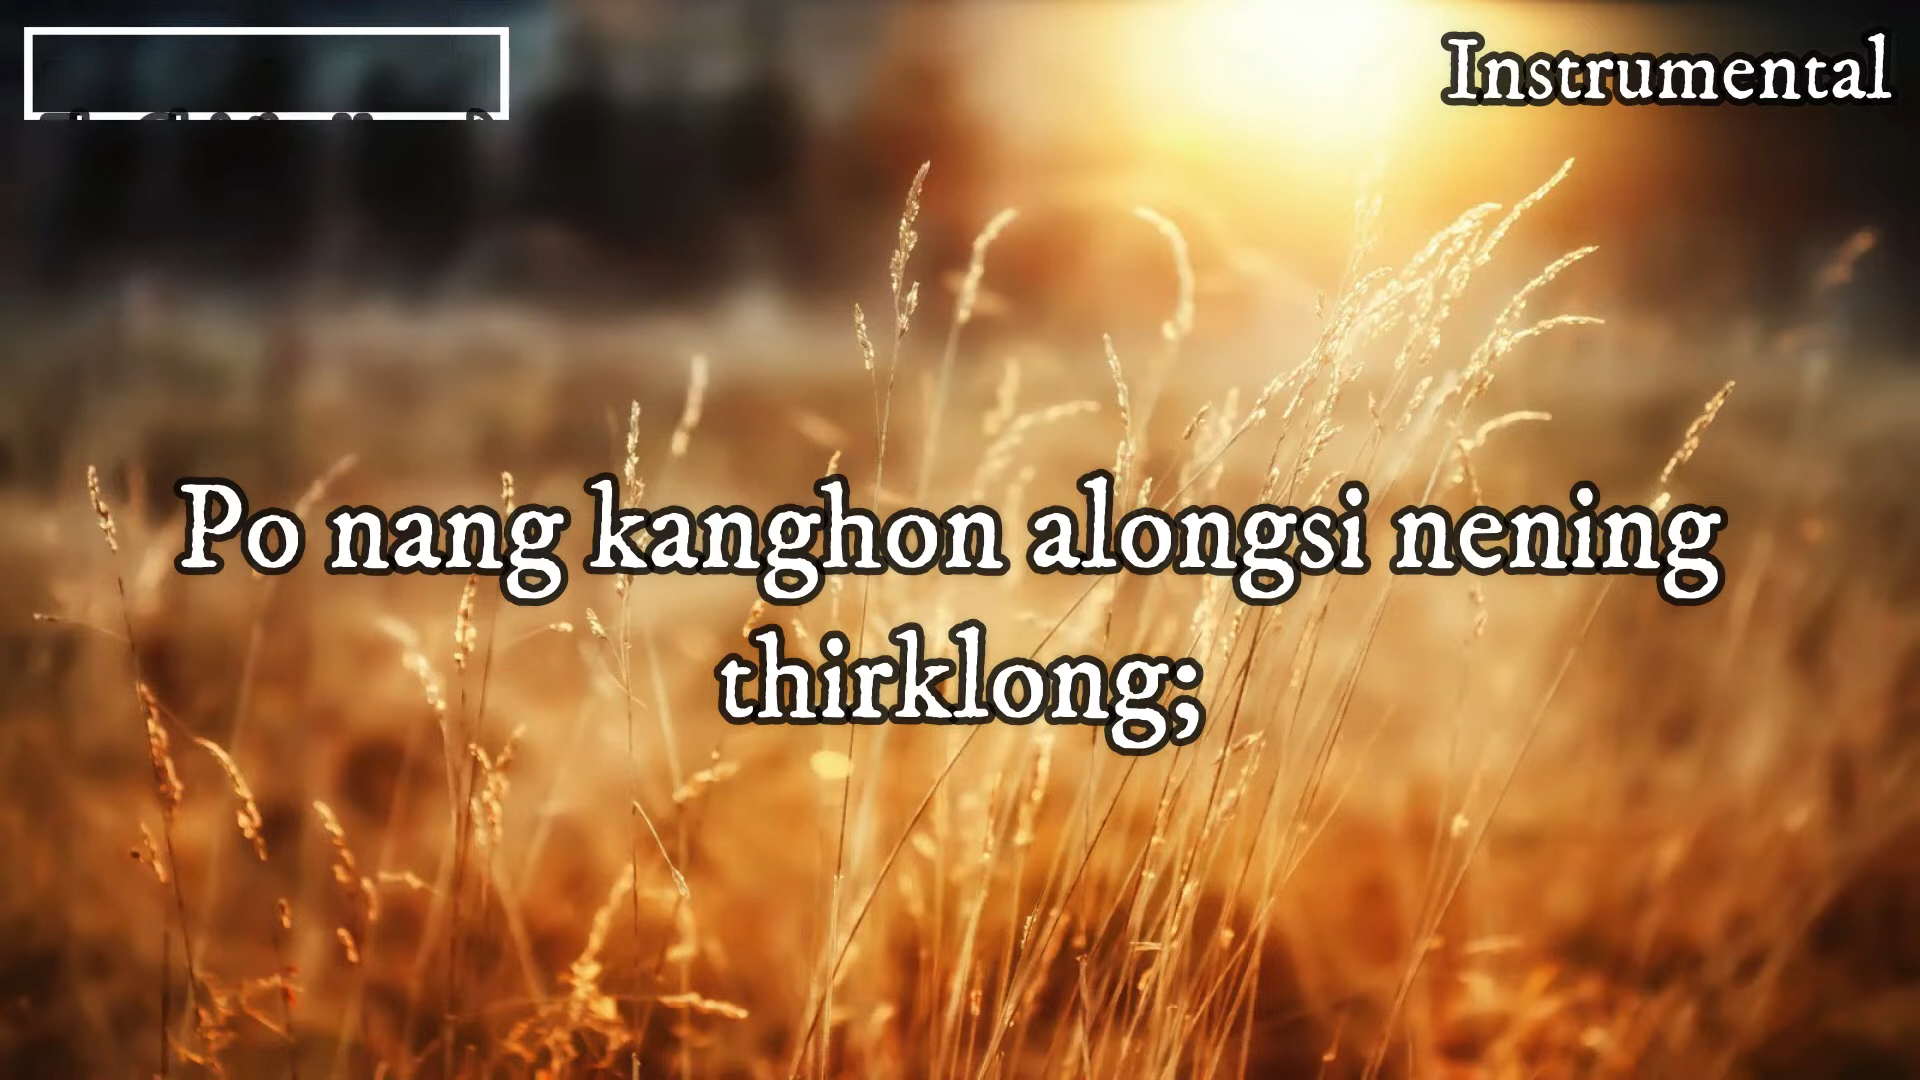 Instrumental
Po nang kanghon alongsi nening
thirklong;